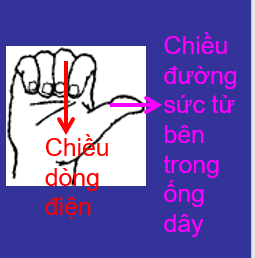 Chiều
đường
sức từ
bên
trong
ống
dây
Chiều
dòng
điện